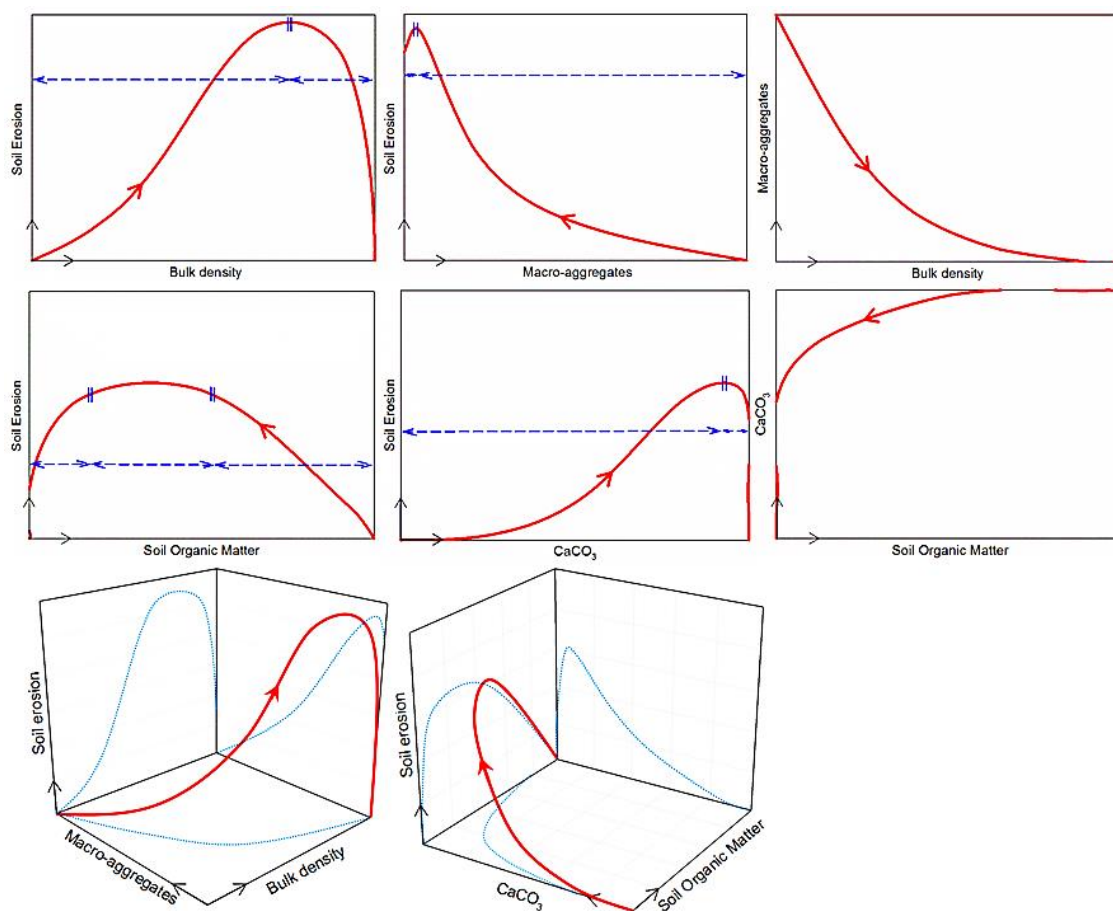 Soil Erosion
Bulk density
Soil Erosion
Macro-aggregates
Macro-aggregates
Bulk density
Soil Erosion
Soil Organic Matter
Soil Erosion
CaCO₃
CaCO₃
Soil Organic Matter
Soil erosion
Macro-aggregates
Bulk density
Soil erosion
CaCO₃
Soil Organic Matter